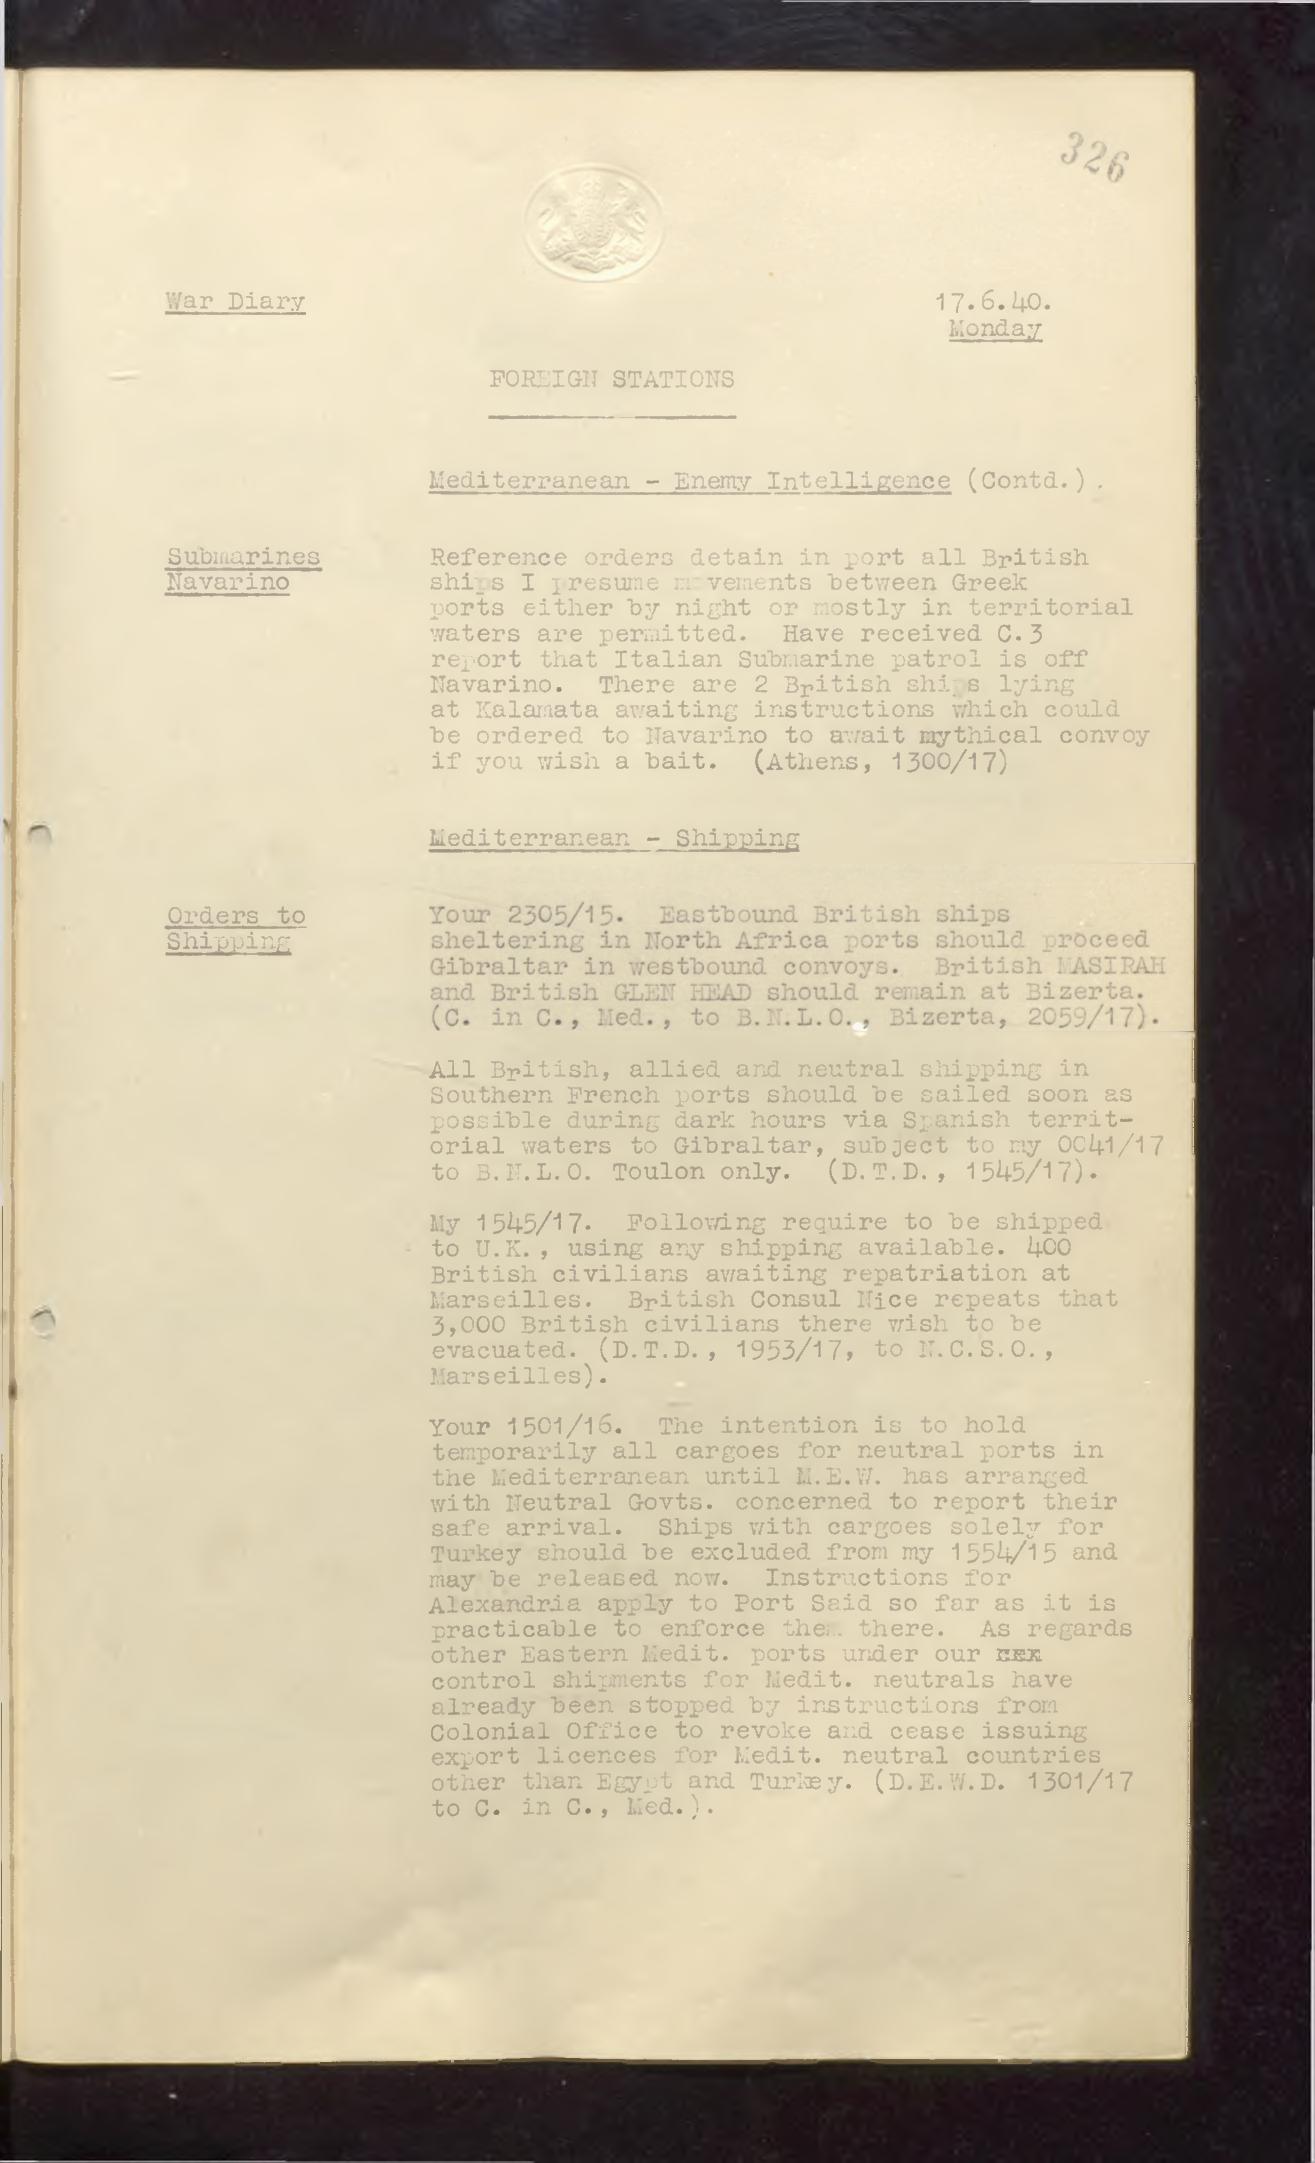 326
War Diary
17.6.40.
Monday
FOREIGN STATIONS
Mediterranean - Enemy Intelligence (Contd.).
Submarines
Navarino
Reference orders detain in port all British
ships I presume movements between Greek
ports either by night or mostly in territorial
waters are permitted. Have received C.3
report that Italian Submarine patrol is off
Navarino. There are 2 British ships lying
at Kalamata awaiting instructions which could
be ordered to Navarino to await mythical convoy
if you wish a bait. (Athens, 1300/17)
Mediterranean - Shipping
Orders to
Shipping
Your 2305/15. Eastbound British ships
sheltering in North Africa ports should proceed
Gibraltar in westbound convoys. British MASIRAH
and British GLEN HEAD should remain at Bizerta.
(C. in C., Med., to B.N.L.O., Bizerta, 2059/17).
All British, allied and neutral shipping in
Southern French ports should be sailed soon as
possible during dark hours via Spanish territ-
orial waters to Gibraltar, subject to my 0041/17
to B.N.L.O. Toulon only. (D.T.D., 1545/17).
My 1545/17. Following require to be shipped
to U.K., using any shipping available. 400
British civilians awaiting repatriation at
Marseilles. British Consul Nice repeats that
3,000 British civilians there wish to be
evacuated. (D.T.D., 1953/17, to N.C.S.O.,
Marseilles).
Your 1501/16. The intention is to hold
temporarily all cargoes for neutral ports in
the Mediterranean until M.E.W. has arranged
with Neutral Govts. concerned to report their
safe arrival. Ships with cargoes solely for
Turkey should be excluded from my 1554/15 and
may be released now. Instructions for
Alexandria apply to Port Said so far as it is
practicable to enforce them there. As regards
other Eastern Medit. ports under our
control shipments for Medit. neutrals have
already been stopped by instructions from
Colonial Office to revoke and cease issuing
export licences for Medit. neutral countries
other than Egypt and Turkey. (D.E.W.D. 1301/17
to C. in C., Med.).